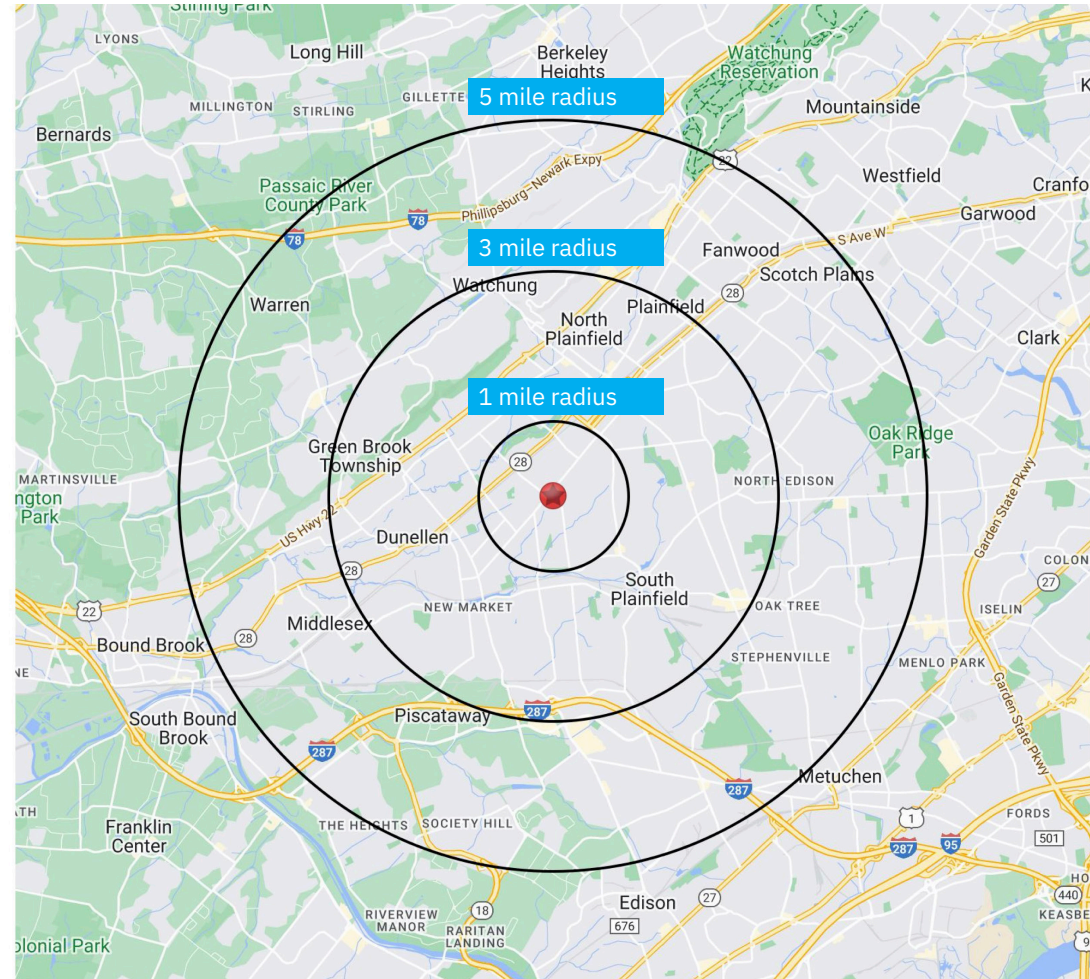 Stirling Park
LYONS
Long Hill
Berkeley
Heights
Watchung
Reservation
5 mile radius
GILLETTE
MILLINGTON
STIRLING
Mountainside
Bernards
22
Phillipsburg-Newark Expy
Westfield
Passaic River
County Park
Cranfo
78
78
Garwood
S Ave W
3 mile radius
Fanwood
Scotch Plains
Watchung
28
Warren
Plainfield
North
Plainfield
Clark
1 mile radius
Green Brook
Township
28
Oak Ridge
Park
MARTINSVILLE
NORTH EDISON
ngton
Park
US Hwy 22
Garden State Pkwy
Dunellen
COLON
28
27
South
Plainfield
22
NEW MARKET
OAK TREE
ISELIN
Middlesex
28
Bound Brook
NE
STEPHENVILLE
MENLO PARK
Garden State Pkwy
South Bound
Brook
Piscataway
287
287
Metuchen
287
ATH
Franklin
Center
THE HEIGHTS
SOCIETY HILL
1
FORDS
501
287
95
HO
440
Edison
27
676
18
RIVERVIEW
MANOR
RARITAN
LANDING
KEASBE
olonial Park
9